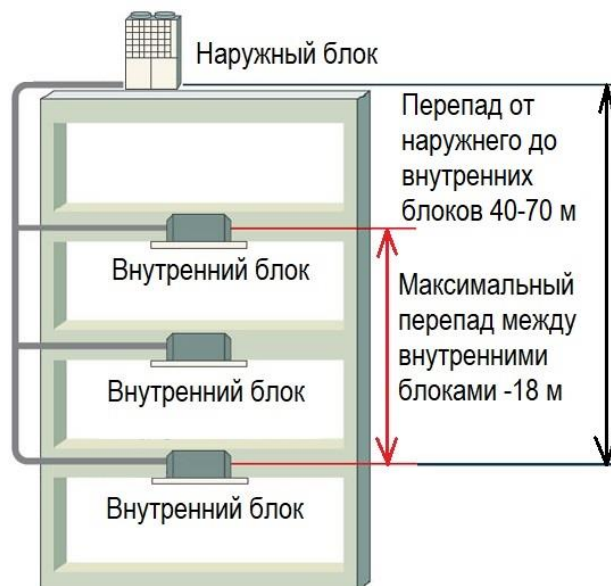 Наружный блок
Перепад от
наружнего до
внутренних
блоков 40-70 м
Внутренний блок
Максимальный
перепад между
внутренними
блоками -18 м
Внутренний блок
Внутренний блок